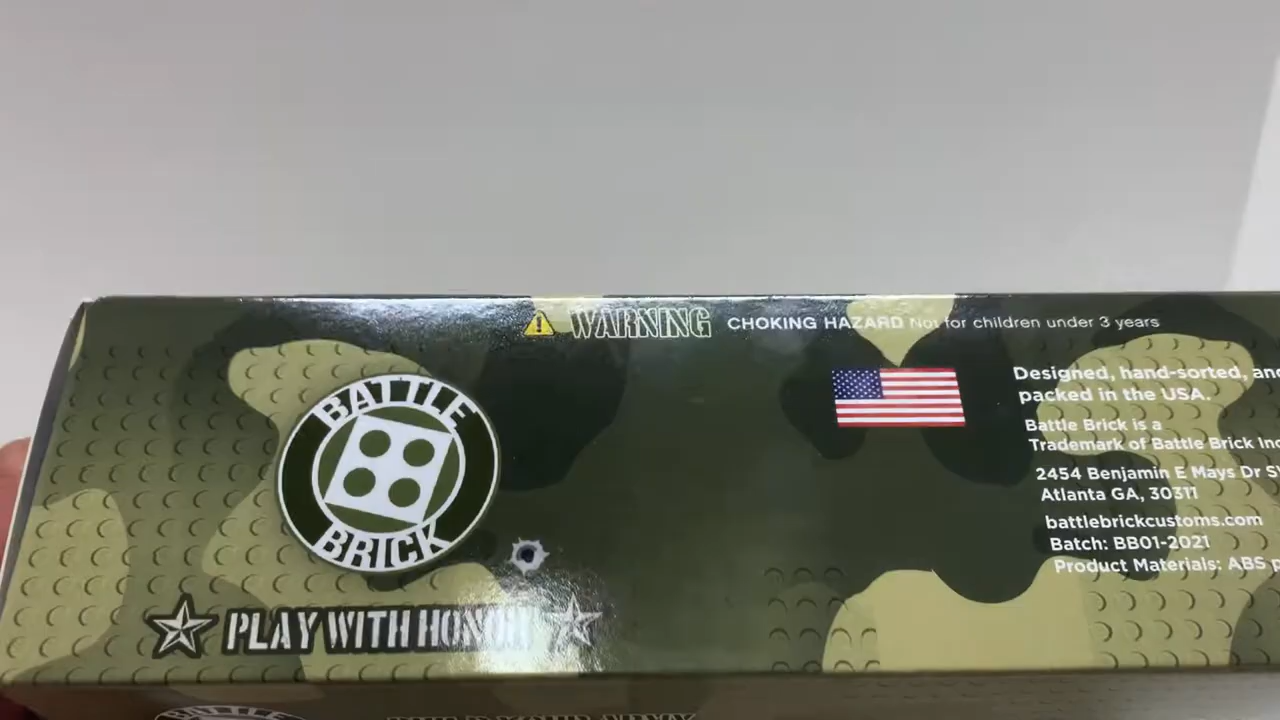 WARNING CHOKING HAZARD Not for children under 3 years
BATTLE
BRICK
PLAY WITH HONOR
Designed, hand-sorted, and
packed in the USA.
Battle Brick is a
Trademark of Battle Brick Inc
2454 Benjamin E Mays Dr S
Atlanta GA, 30311
battlebrickcustoms.com
Batch: BB01-2021
Product Materials: ABS p
BATTLE